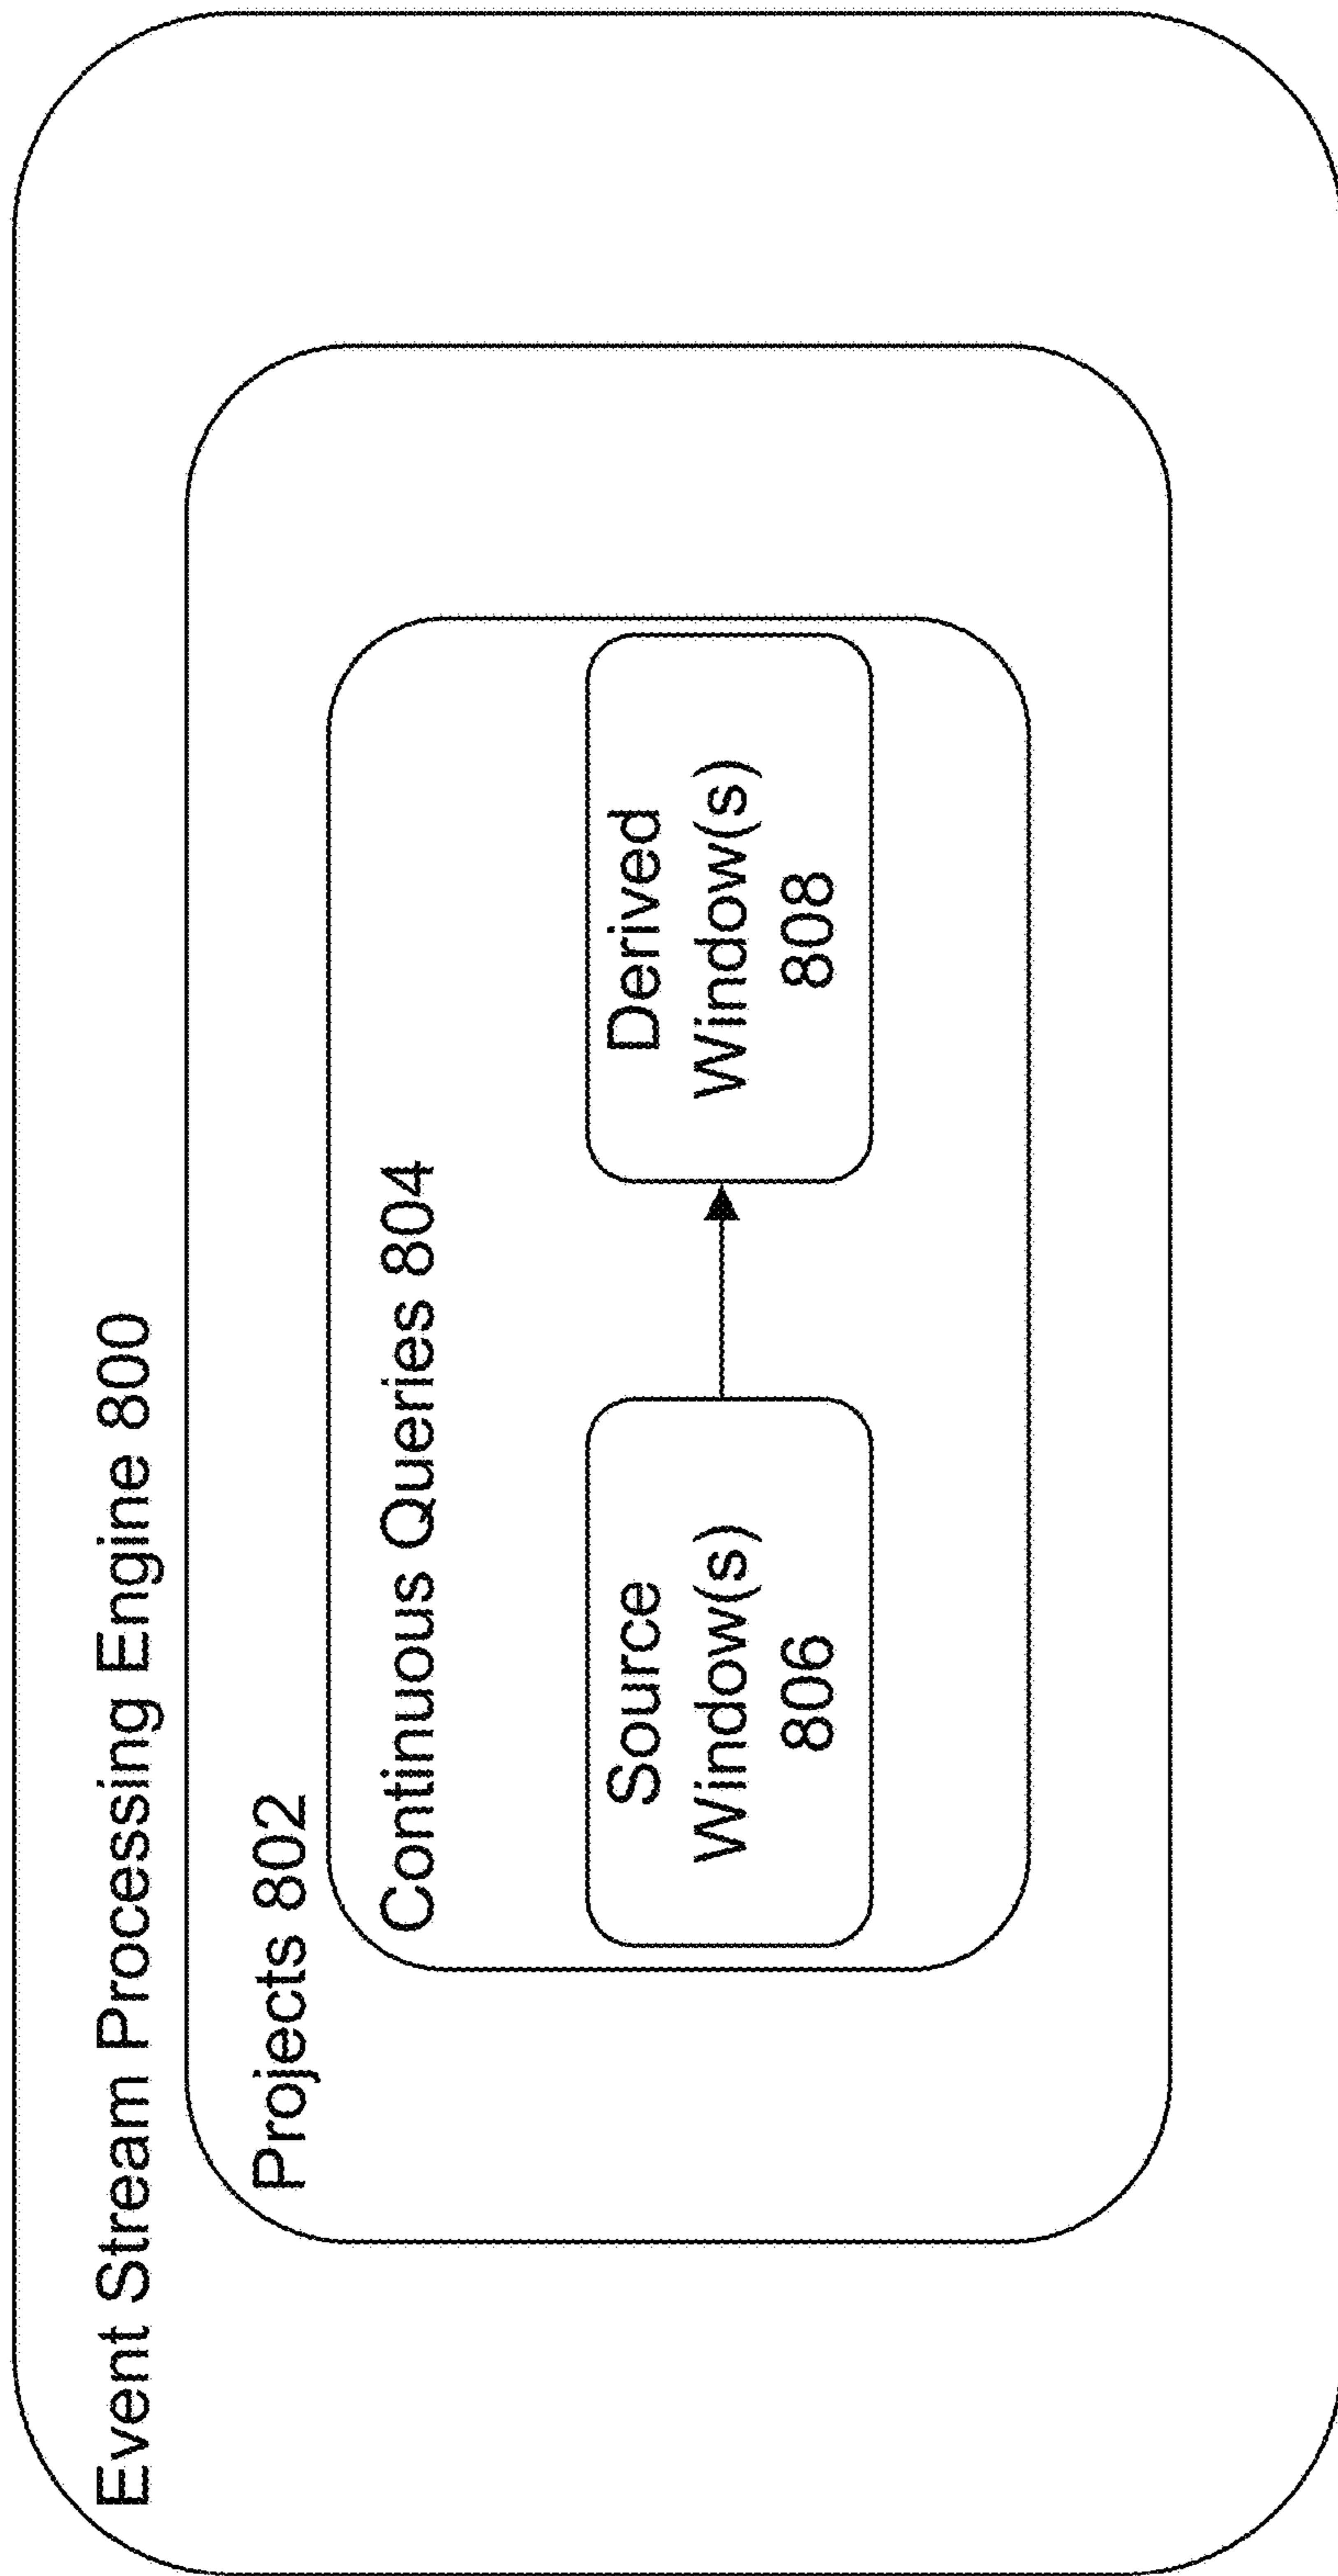 Event Stream Processing Engine 800
Projects 802
Continuous Queries 804
Source
Window(s)
806
Derived
Window(s)
808